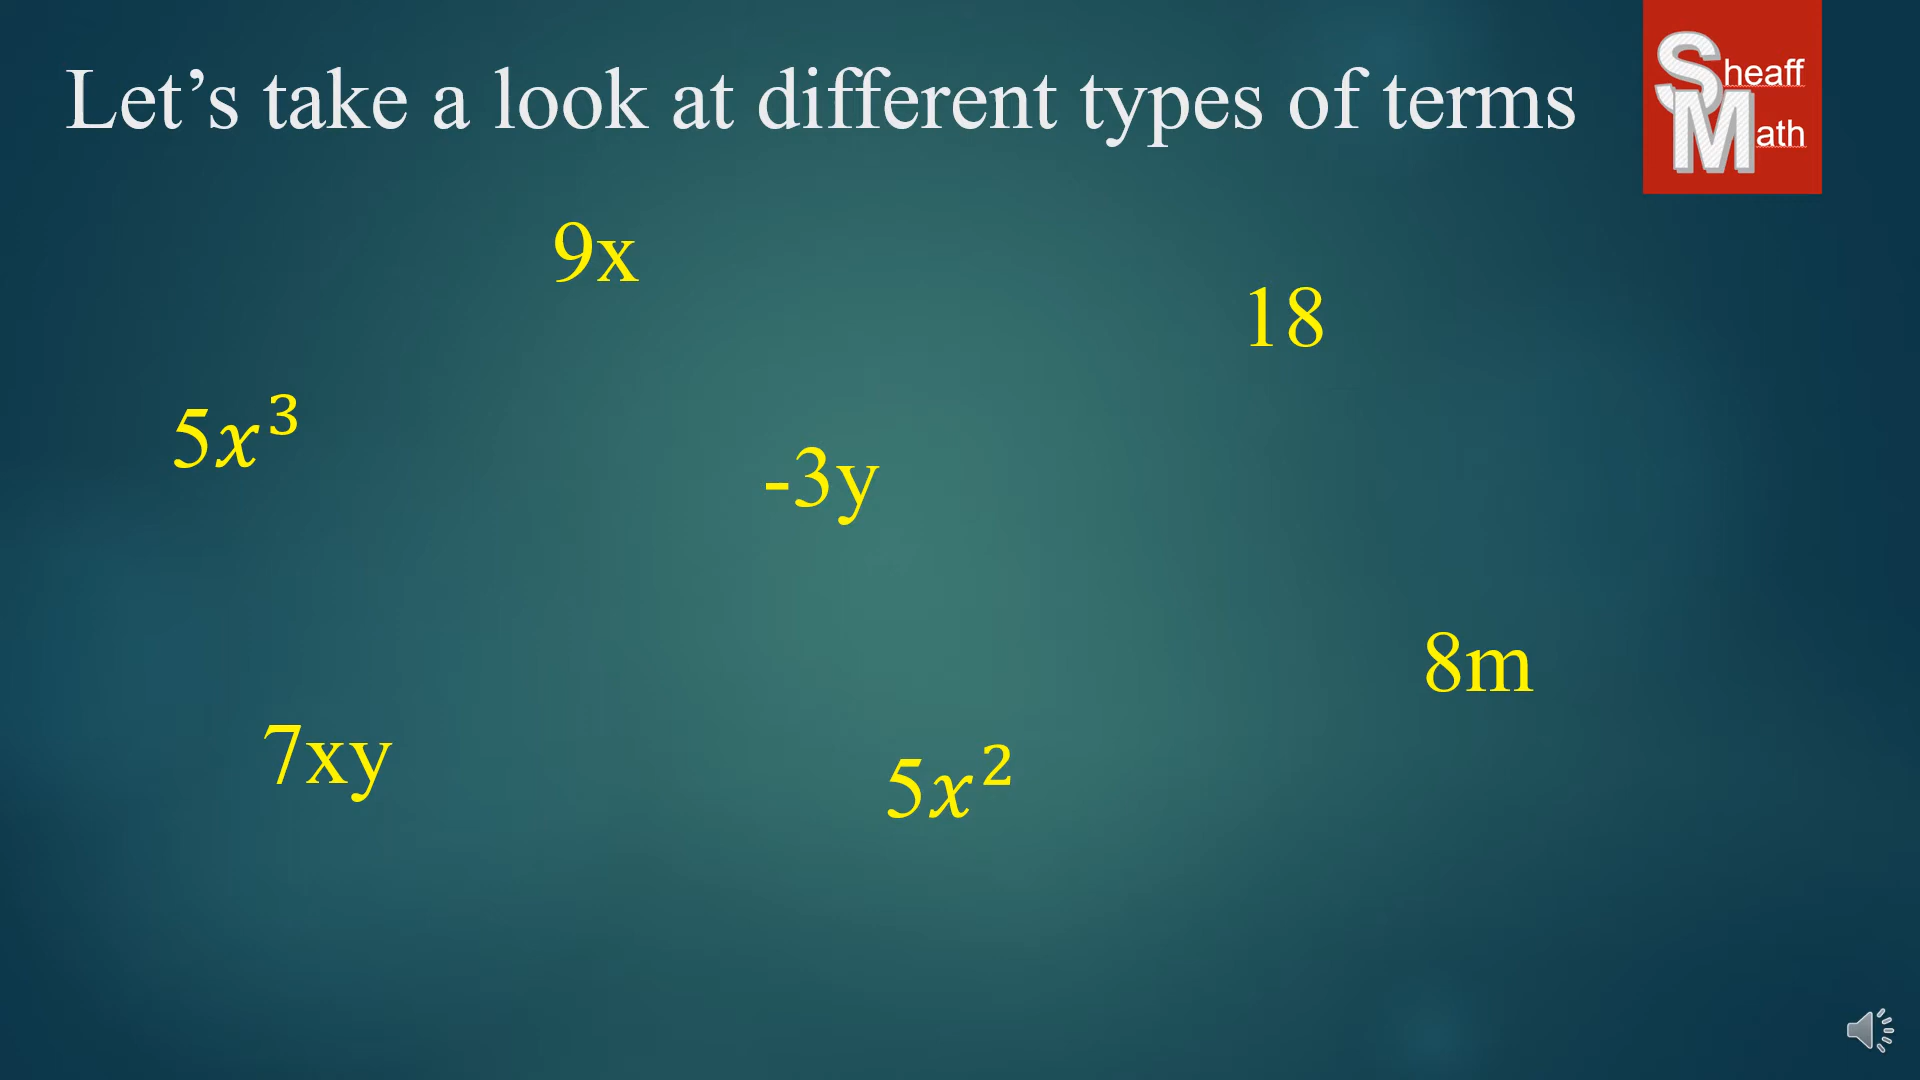 Let’s take a look at different types of terms
Sheaff
Math
9x
18
5x³
-3y
8m
7xy
5x²